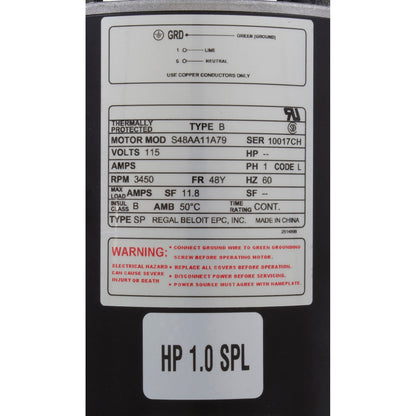 GRD GREEN (GROUND)
1 LINE
5 NEUTRAL
USE COPPER CONDUCTORS ONLY
THERMALLY PROTECTED TYPE B
MOTOR MOD S48AA11A79 SER 10017CH
VOLTS 115 HP --
AMPS PH 1 CODE L
RPM 3450 FR 48Y HZ 60
MAX LOAD AMPS SF 11.8 SF --
INSUL CLASS B AMB 50°C TIME RATING CONT.
TYPE SP REGAL BELOIT EPC, INC. MADE IN CHINA
WARNING: • CONNECT GROUND WIRE TO GREEN GROUNDING
SCREW BEFORE OPERATING MOTOR.
ELECTRICAL HAZARD • REPLACE ALL COVERS BEFORE OPERATION.
CAN CAUSE SEVERE • DISCONNECT POWER BEFORE SERVICING.
INJURY OR DEATH • POWER SOURCE MUST AGREE WITH NAMEPLATE.
HP 1.0 SPL